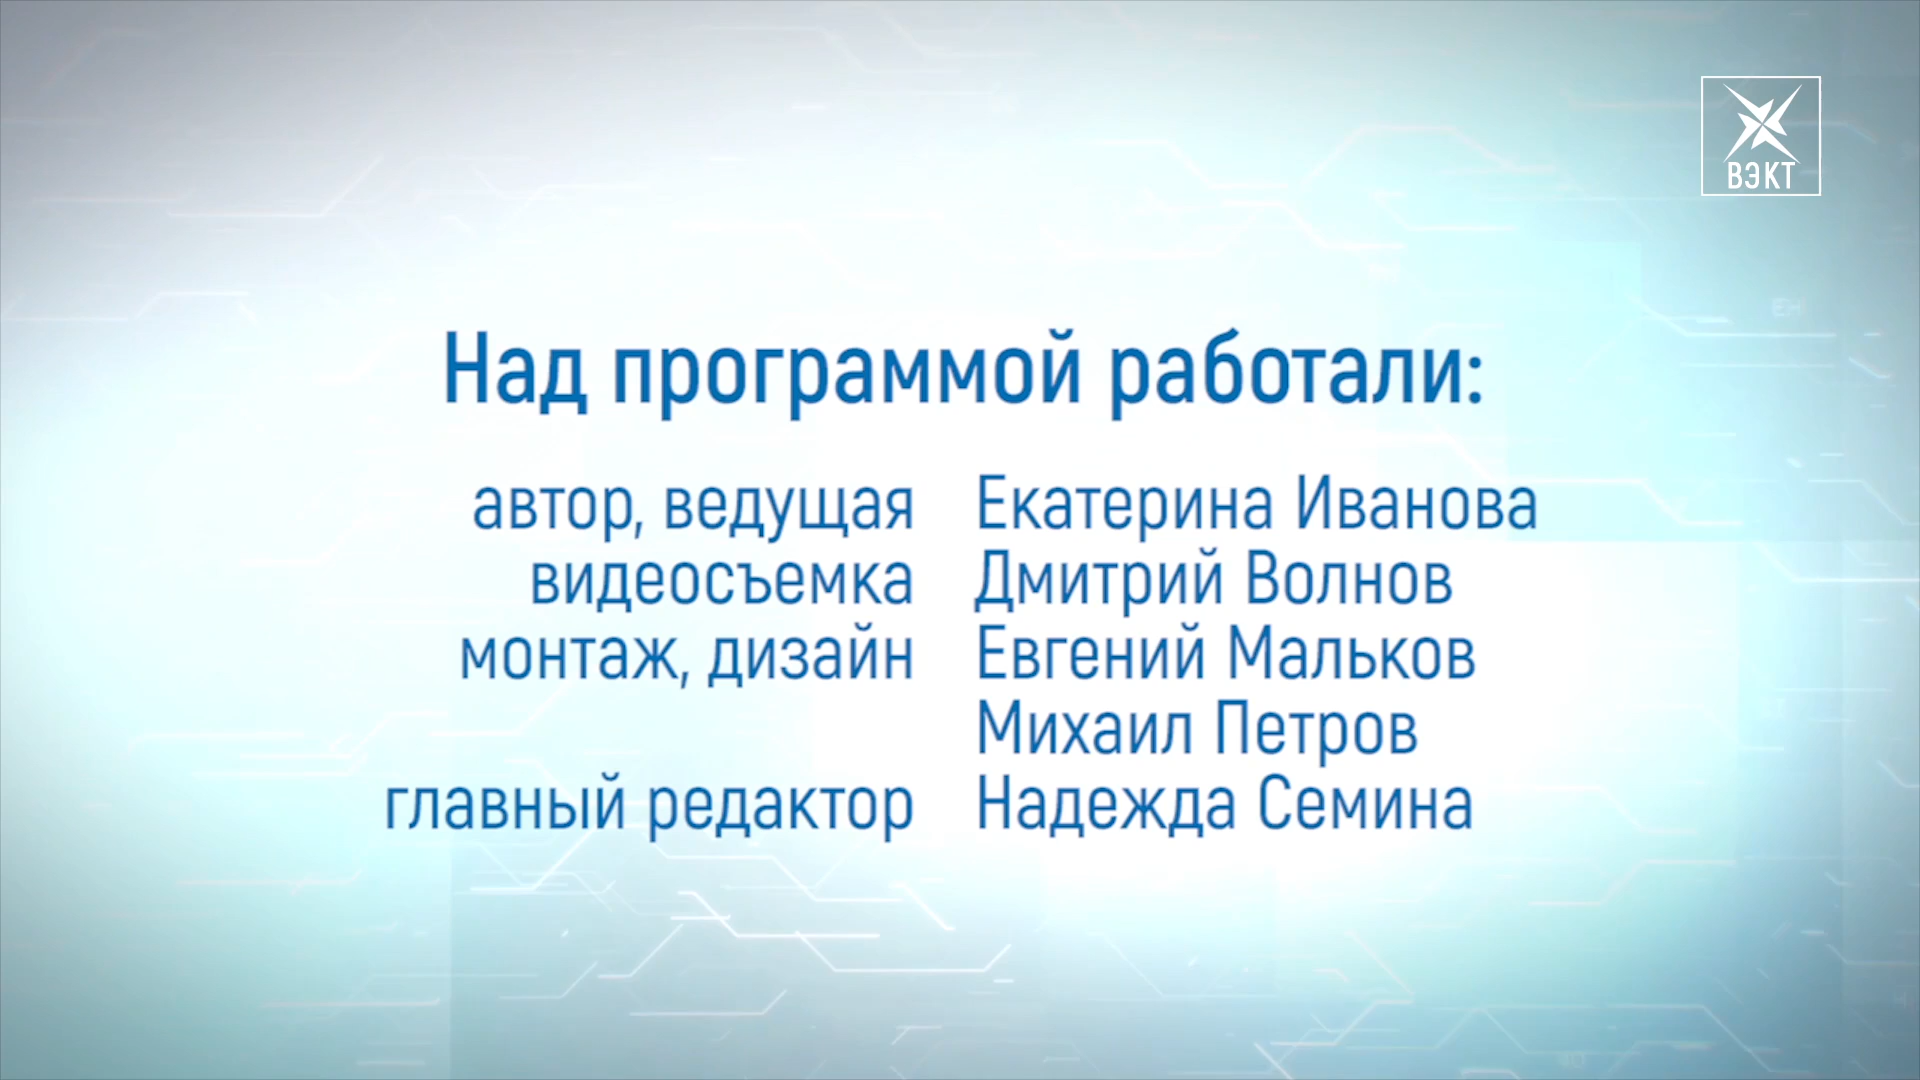 ВЭКТ
Над программой работали:
автор, ведущая Екатерина Иванова
видеосъемка Дмитрий Волнов
монтаж, дизайн Евгений Мальков
Михаил Петров
главный редактор Надежда Семина